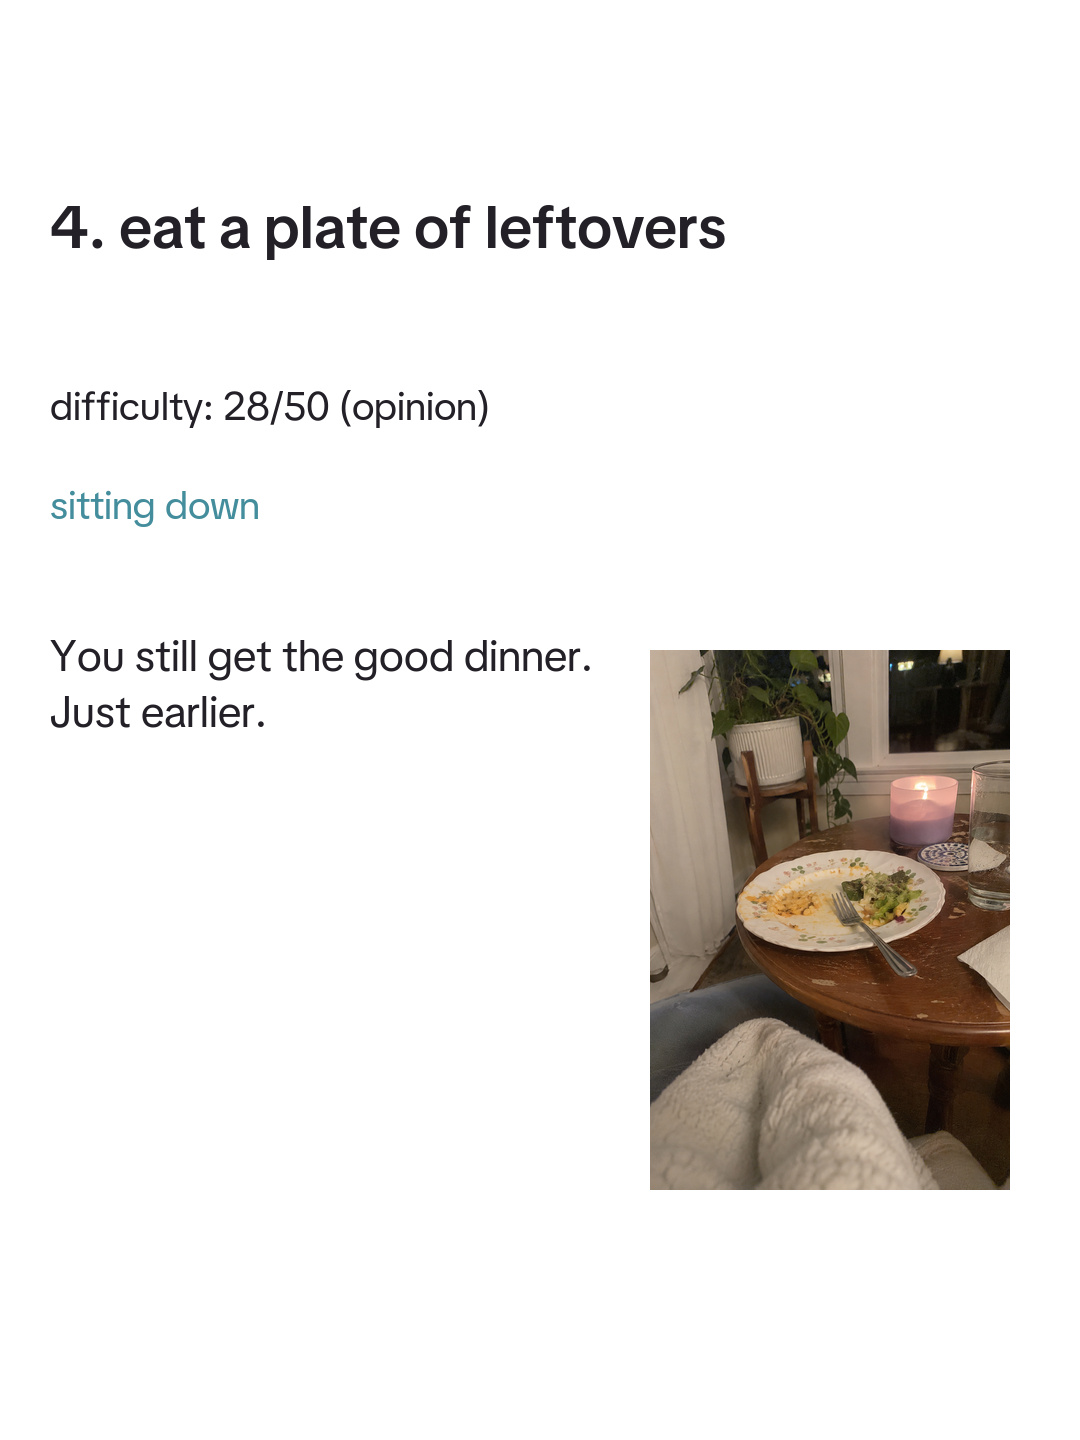 4. eat a plate of leftovers
difficulty: 28/50 (opinion)
sitting down
You still get the good dinner.
Just earlier.